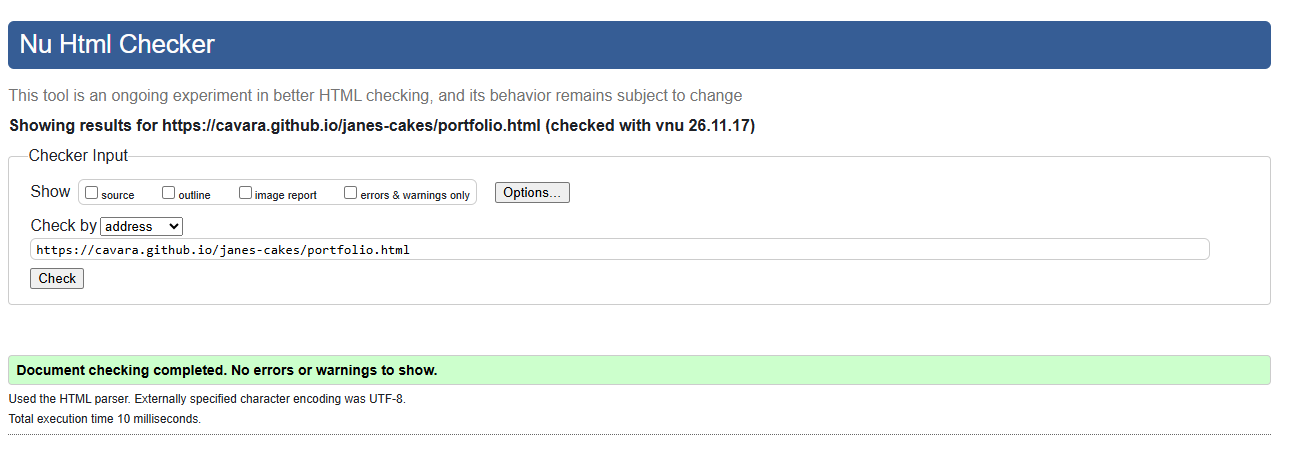 Nu Html Checker
This tool is an ongoing experiment in better HTML checking, and its behavior remains subject to change
Showing results for https://cavara.github.io/janes-cakes/portfolio.html (checked with vnu 26.11.17)
Checker Input
Show source outline image report errors & warnings only Options...
Check by address
https://cavara.github.io/janes-cakes/portfolio.html
Check
Document checking completed. No errors or warnings to show.
Used the HTML parser. Externally specified character encoding was UTF-8.
Total execution time 10 milliseconds.